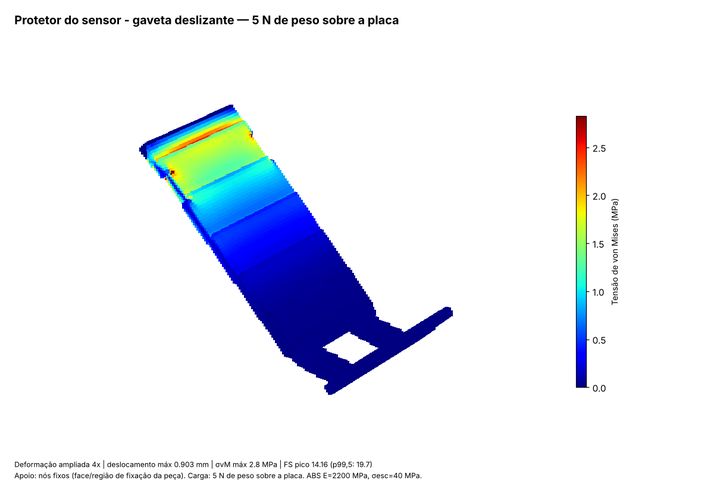 Protetor do sensor - gaveta deslizante — 5 N de peso sobre a placa
2.5
2.0
1.5
1.0
0.5
0.0
Tensão de von Mises (MPa)
Deformação ampliada 4x | deslocamento máx 0.903 mm | σvM máx 2.8 MPa | FS pico 14.16 (p99,5: 19.7)
Apoio: nós fixos (face/região de fixação da peça). Carga: 5 N de peso sobre a placa. ABS E=2200 MPa, σesc=40 MPa.